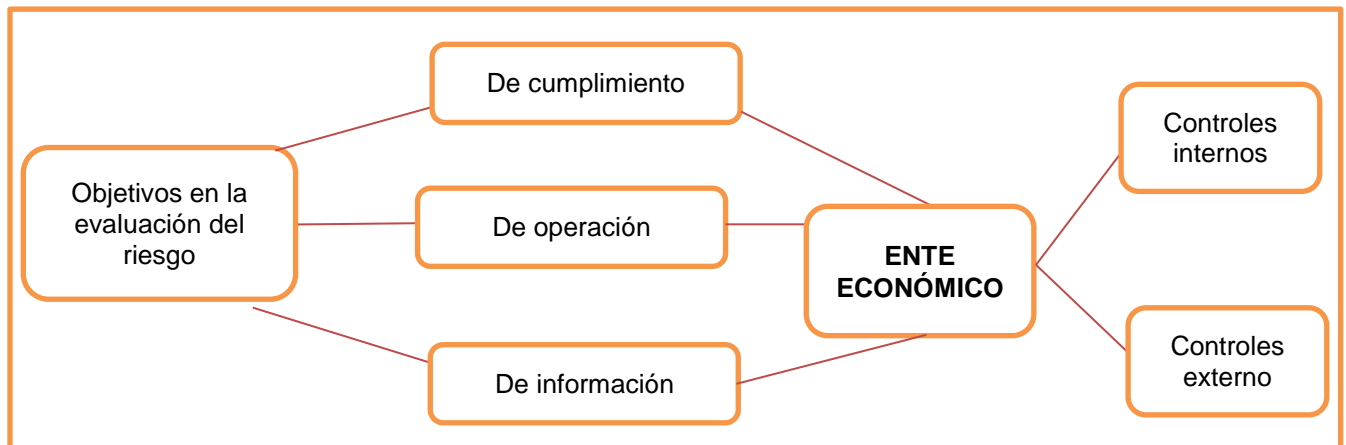 Objetivos en la
evaluación del
riesgo
De cumplimiento
De operación
De información
ENTE
ECONÓMICO
Controles
internos
Controles
externo